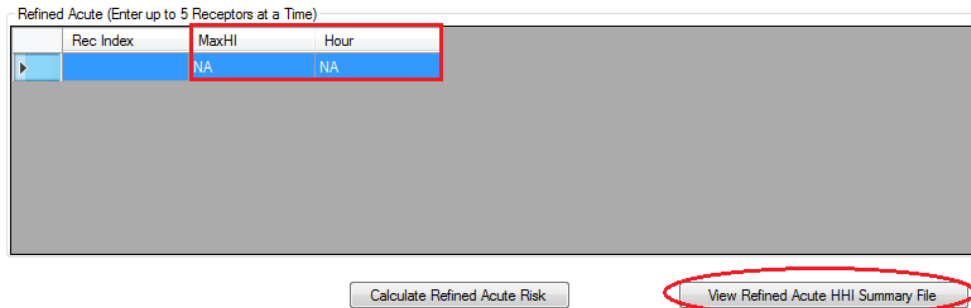 Refined Acute (Enter up to 5 Receptors at a Time)
Rec Index MaxHI Hour
NA NA
Calculate Refined Acute Risk View Refined Acute HHI Summary File